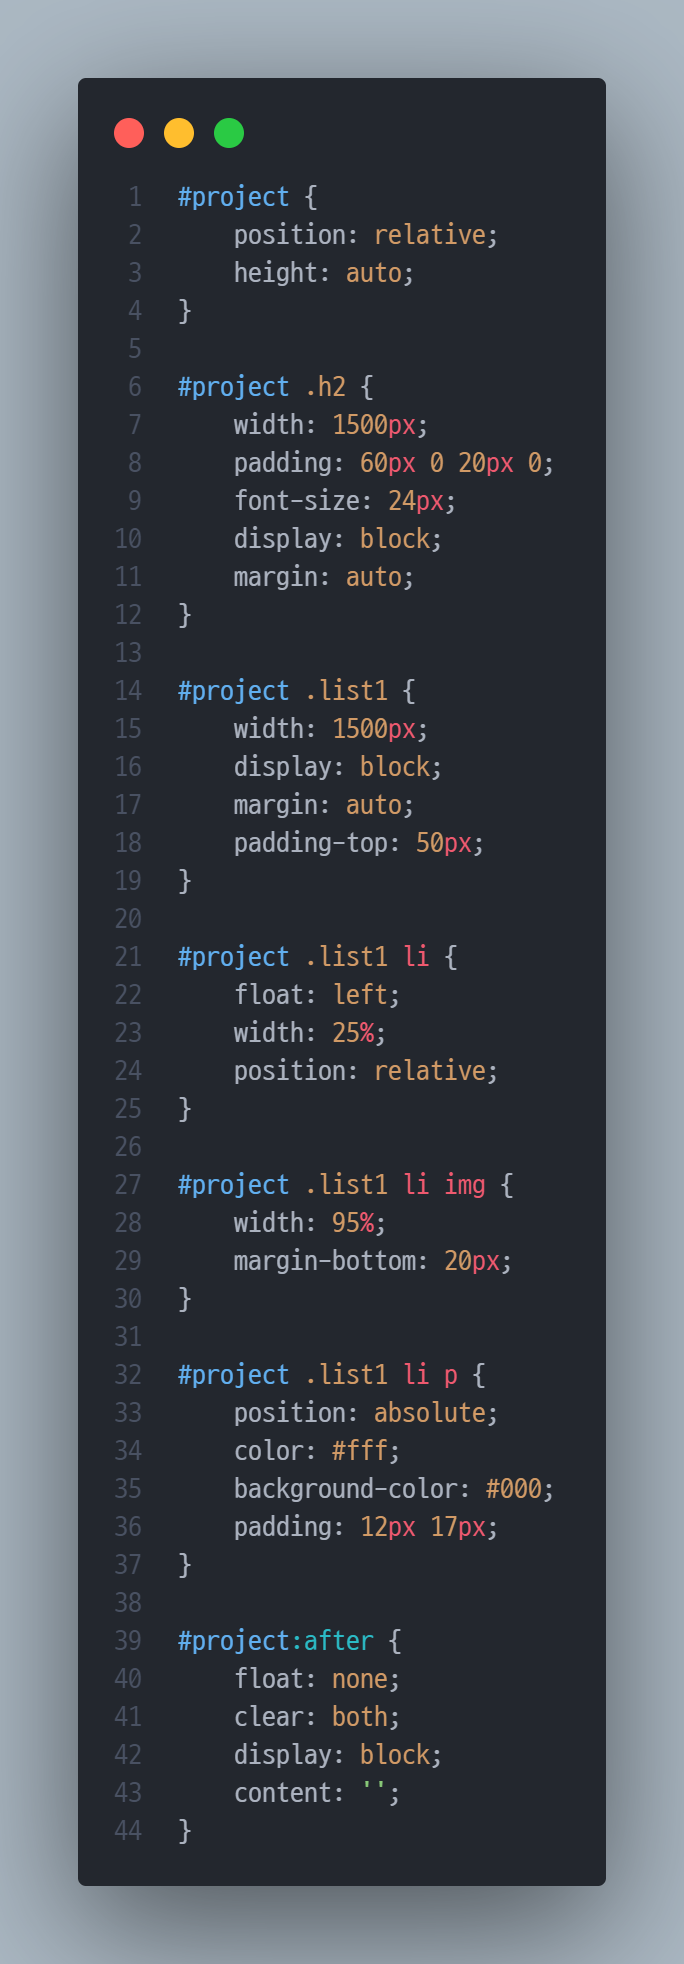 1 #project {
2     position: relative;
3     height: auto;
4 }
5
6 #project .h2 {
7     width: 1500px;
8     padding: 60px 0 20px 0;
9     font-size: 24px;
10     display: block;
11     margin: auto;
12 }
13
14 #project .list1 {
15     width: 1500px;
16     display: block;
17     margin: auto;
18     padding-top: 50px;
19 }
20
21 #project .list1 li {
22     float: left;
23     width: 25%;
24     position: relative;
25 }
26
27 #project .list1 li img {
28     width: 95%;
29     margin-bottom: 20px;
30 }
31
32 #project .list1 li p {
33     position: absolute;
34     color: #fff;
35     background-color: #000;
36     padding: 12px 17px;
37 }
38
39 #project:after {
40     float: none;
41     clear: both;
42     display: block;
43     content: '';
44 }